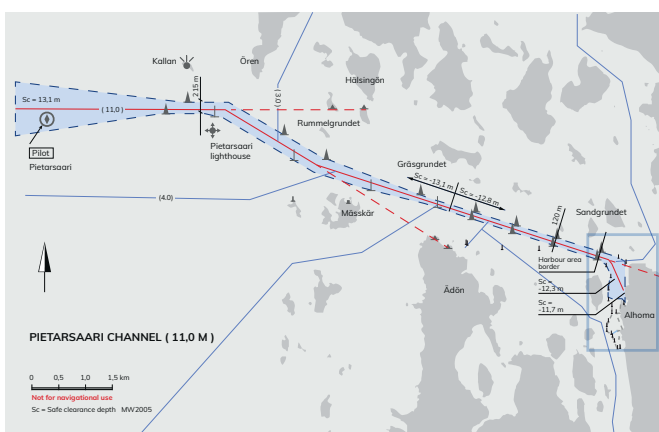 Kallan
Ören
Hälsingön
Sc = 13,1 m
( 11,0 )
215 m
( 3.0 )
Rummelgrundet
Pilot
Pietarsaari
Pietarsaari
lighthouse
Gräsgrundet
Sc = -13,1 m
Sc = -12,8 m
(4.0)
Mässkär
120 m
Sandgrundet
Harbour area
border
Sc =
-12,3 m
Sc =
-11,7 m
Ådön
Alhoma
PIETARSAARI CHANNEL ( 11,0 M )
0 0,5 1,0 1,5 km
Not for navigational use
Sc = Safe clearance depth MW2005